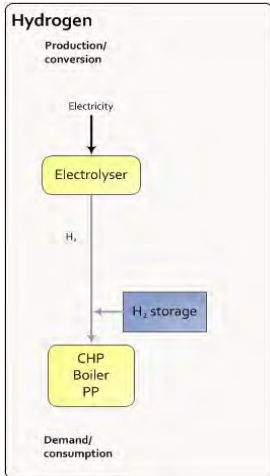 Hydrogen
Production/
conversion
Electricity
Electrolyser
H₂
H₂ storage
CHP
Boiler
PP
Demand/
consumption